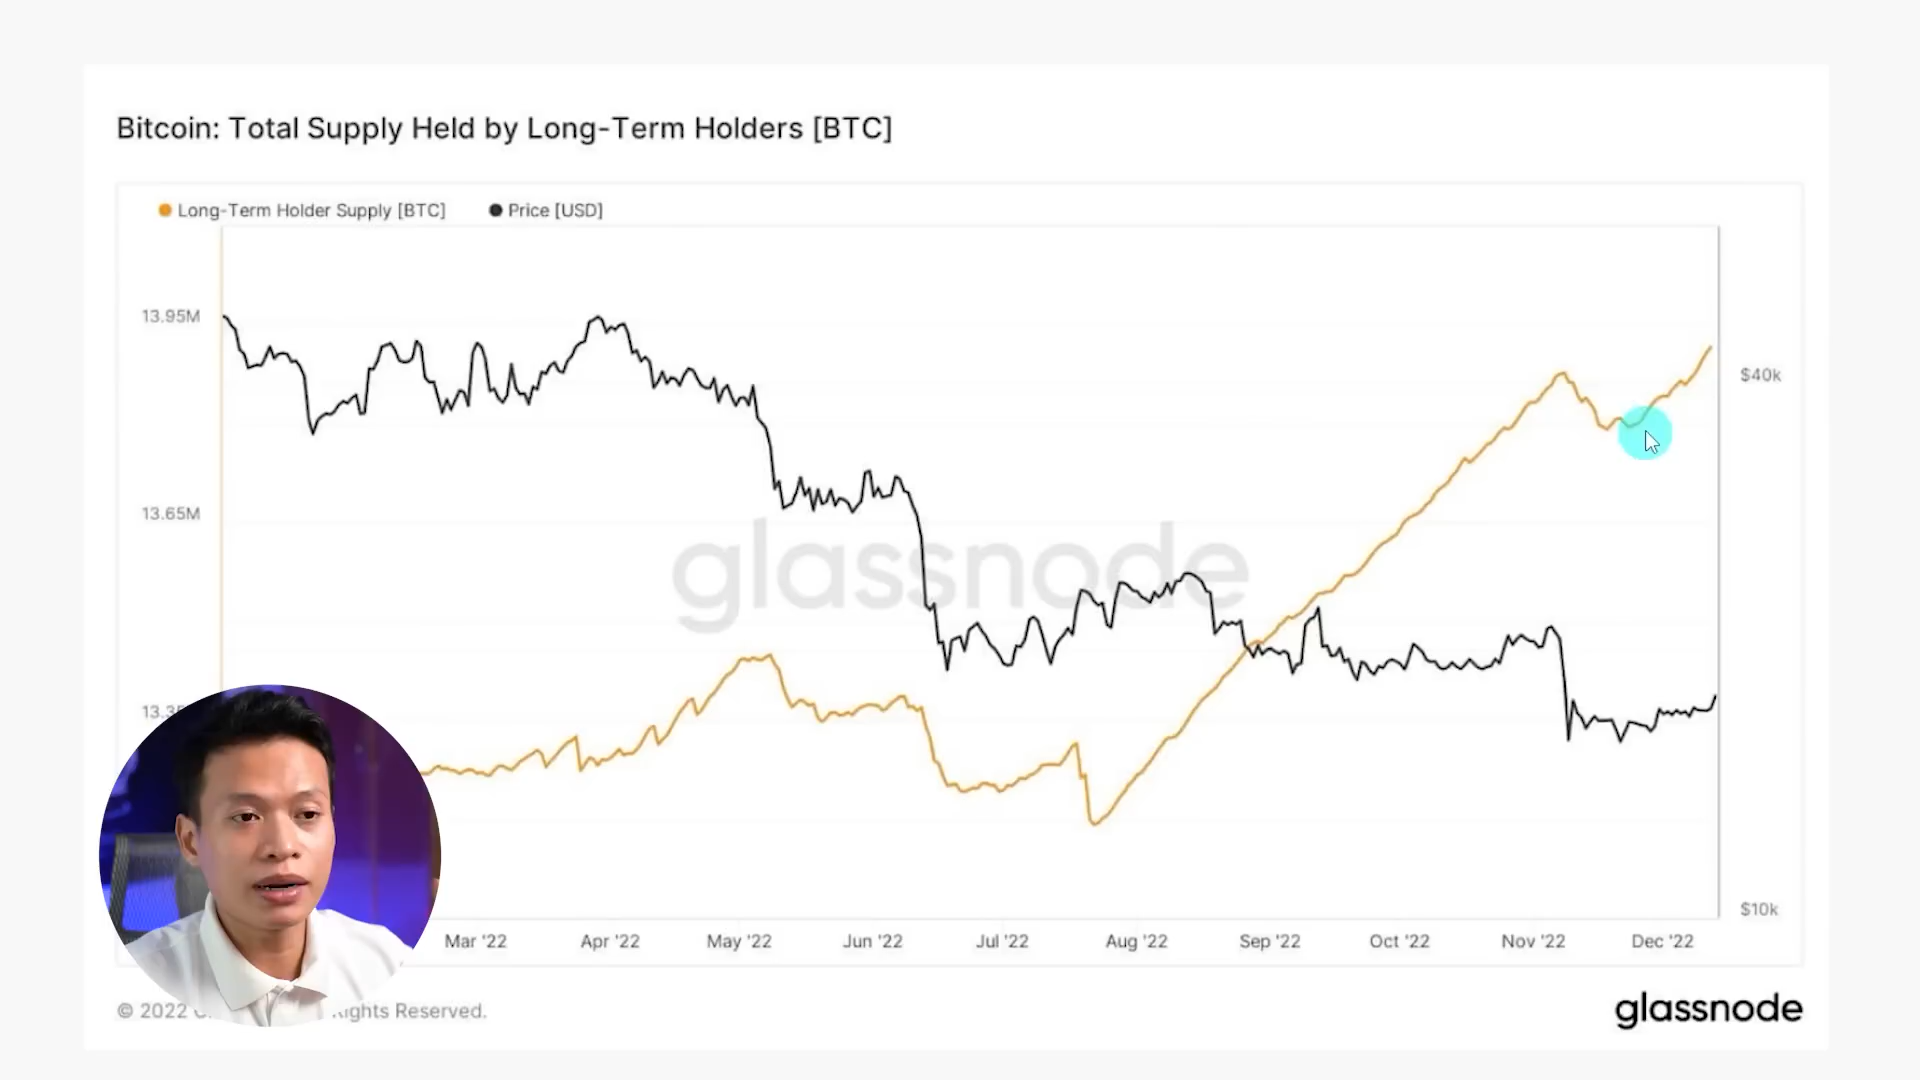 Bitcoin: Total Supply Held by Long-Term Holders [BTC]
Long-Term Holder Supply [BTC] Price [USD]
13.95M
$40k
13.65M
glassnode
$10k
Mar '22 Apr '22 May '22 Jun '22 Jul '22 Aug '22 Sep '22 Oct '22 Nov '22 Dec '22
© 2022 Reserved.
glassnode